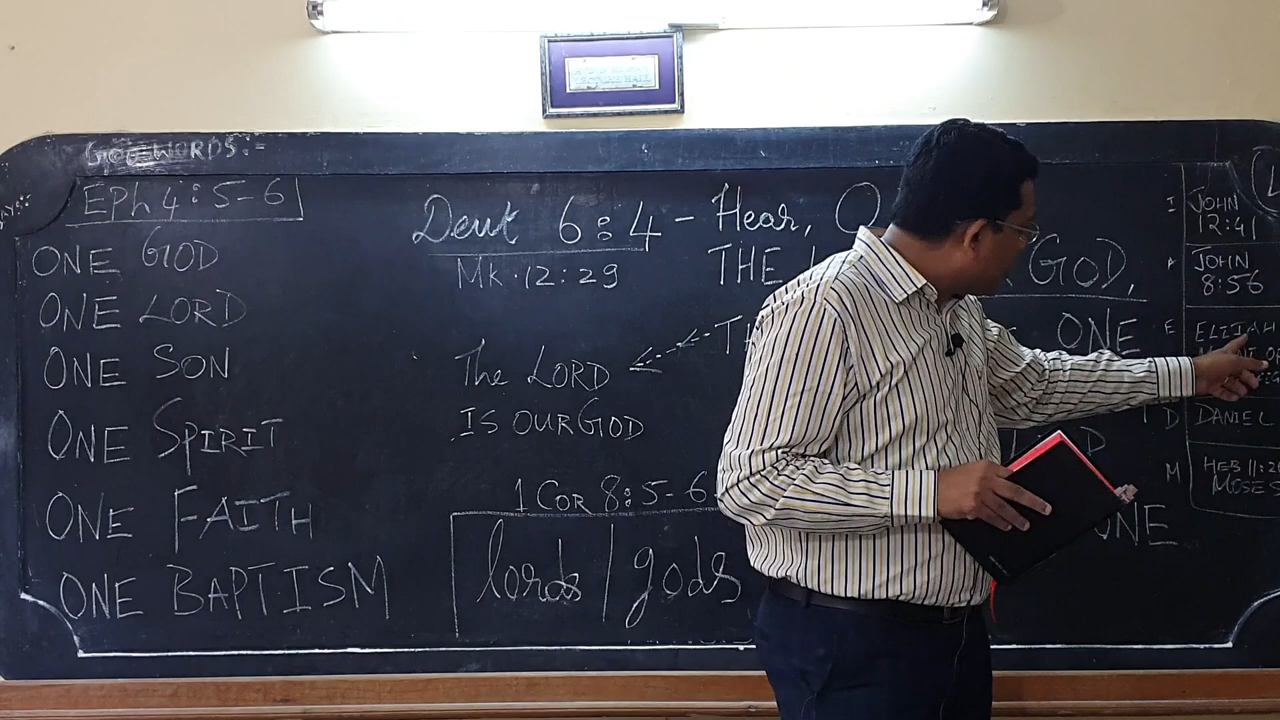 GOD WORDS:=
EPh 4:5-6
ONE GOD
ONE LORD
ONE SON
ONE SPIRIT
ONE FAITH
ONE BAPTISM
Deut 6:4 - Hear, O
Mk. 12:29
THE GOD,
ONE
The LORD
IS OUR GOD
1 COR 8:5-6
lords | gods
ONE
I JOHN
12:41
A JOHN
8:56
E ELIJAH
D DANIEL
M HEB 11:26
MOSES